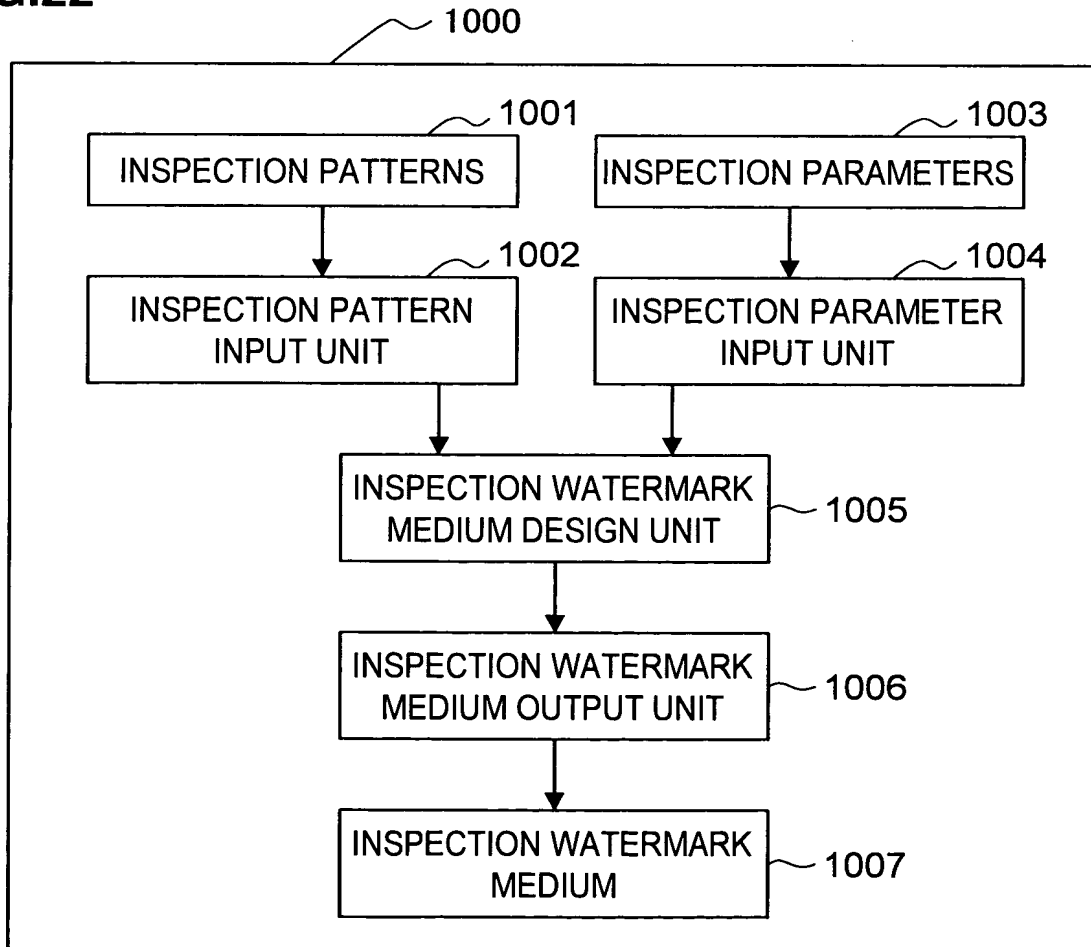 1000
1001
1003
INSPECTION PATTERNS
INSPECTION PARAMETERS
1002
1004
INSPECTION PATTERN
INPUT UNIT
INSPECTION PARAMETER
INPUT UNIT
INSPECTION WATERMARK
MEDIUM DESIGN UNIT
1005
INSPECTION WATERMARK
MEDIUM OUTPUT UNIT
1006
INSPECTION WATERMARK
MEDIUM
1007